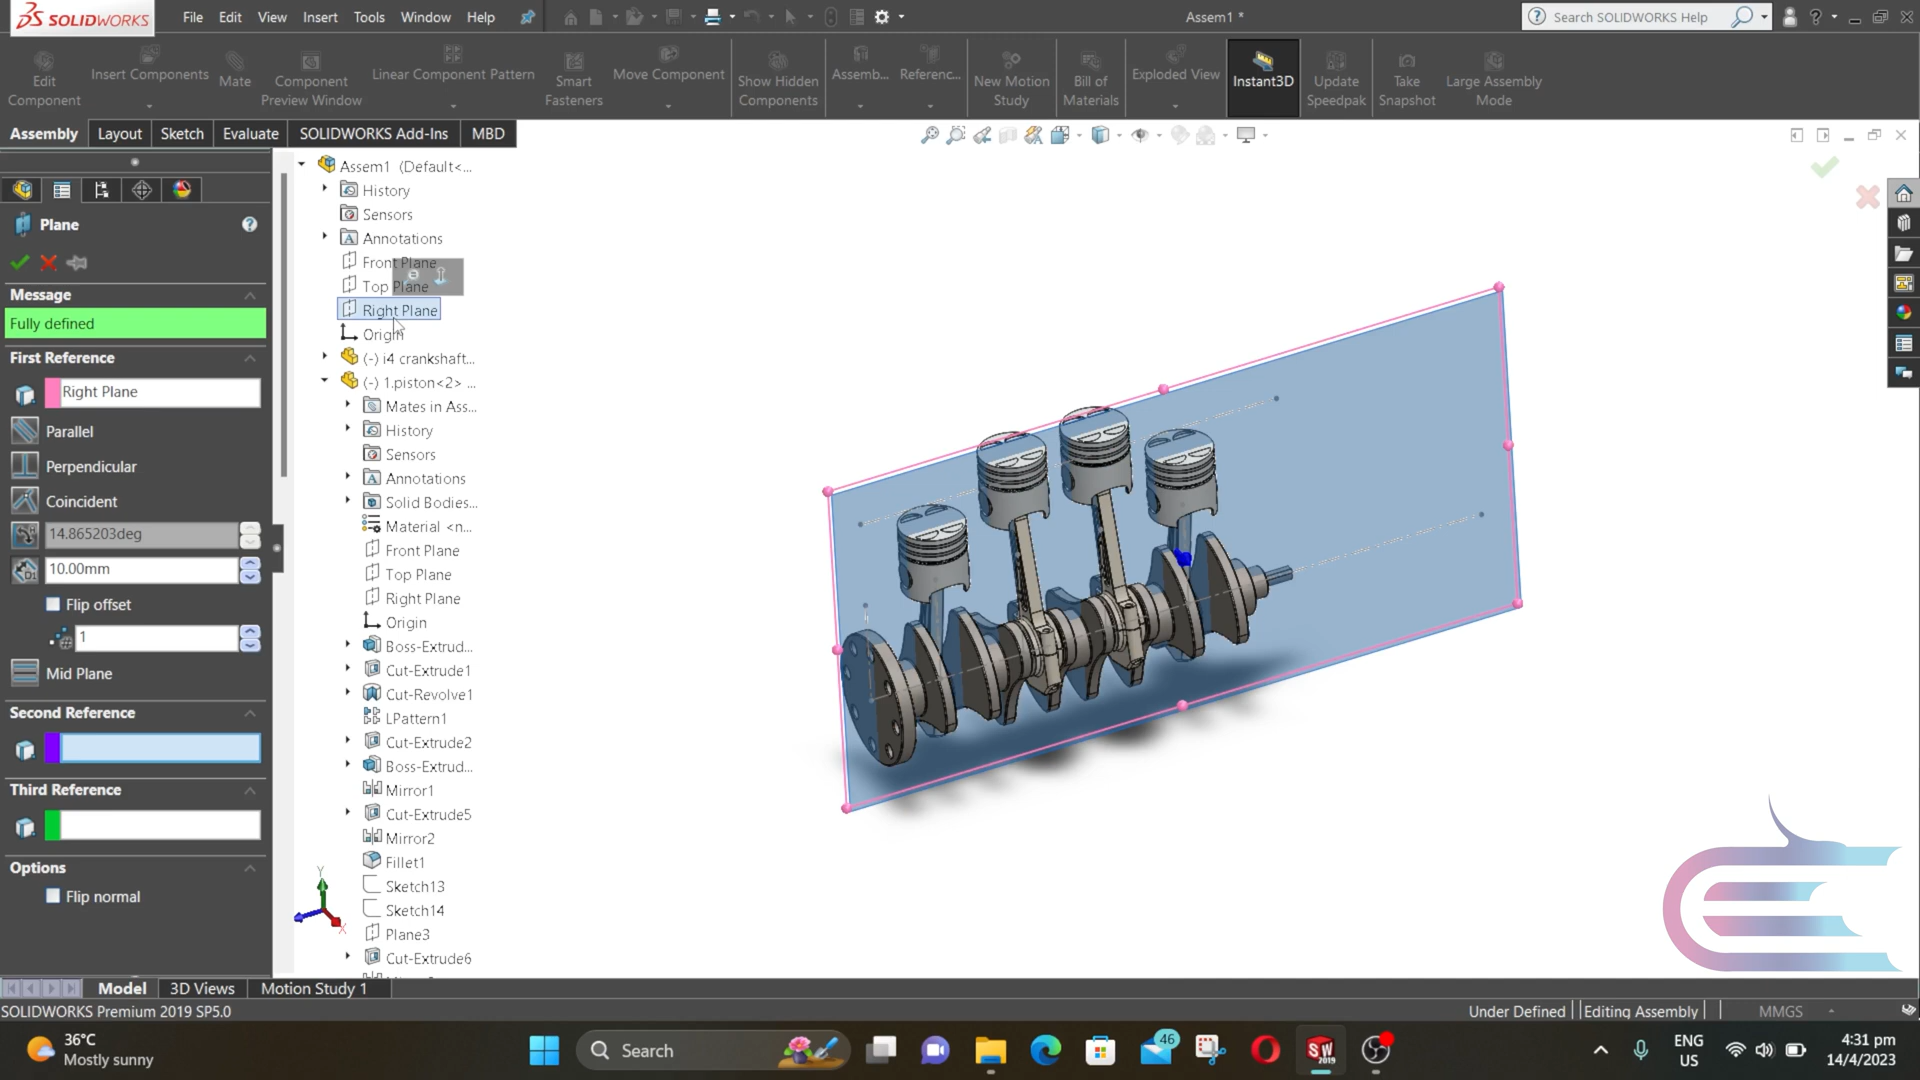 SOLIDWORKS
File Edit View Insert Tools Window Help
Assem1 *
Search SOLIDWORKS Help
Edit Component
Insert Components
Mate
Component Preview Window
Linear Component Pattern
Smart Fasteners
Move Component
Show Hidden Components
Assemb...
Referenc...
New Motion Study
Bill of Materials
Exploded View
Instant3D
Update Speedpak
Take Snapshot
Large Assembly Mode
Assembly Layout Sketch Evaluate SOLIDWORKS Add-Ins MBD
Plane
Message
Fully defined
First Reference
Right Plane
Parallel
Perpendicular
Coincident
14.865203deg
10.00mm
Flip offset
1
Mid Plane
Second Reference
Third Reference
Options
Flip normal
Assem1 (Default<...
History
Sensors
Annotations
Front Plane
Top Plane
Right Plane
Origin
(-) i4 crankshaft...
(-) 1.piston<2> ...
Mates in Ass...
History
Sensors
Annotations
Solid Bodies...
Material <n...
Front Plane
Top Plane
Right Plane
Origin
Boss-Extrud...
Cut-Extrude1
Cut-Revolve1
LPattern1
Cut-Extrude2
Boss-Extrud...
Mirror1
Cut-Extrude5
Mirror2
Fillet1
Sketch13
Sketch14
Plane3
Cut-Extrude6
Y
X
Model 3D Views Motion Study 1
SOLIDWORKS Premium 2019 SP5.0
Under Defined Editing Assembly MMGS
36°C
Mostly sunny
Search
46
SW
2019
ENG
US
4:31 pm
14/4/2023